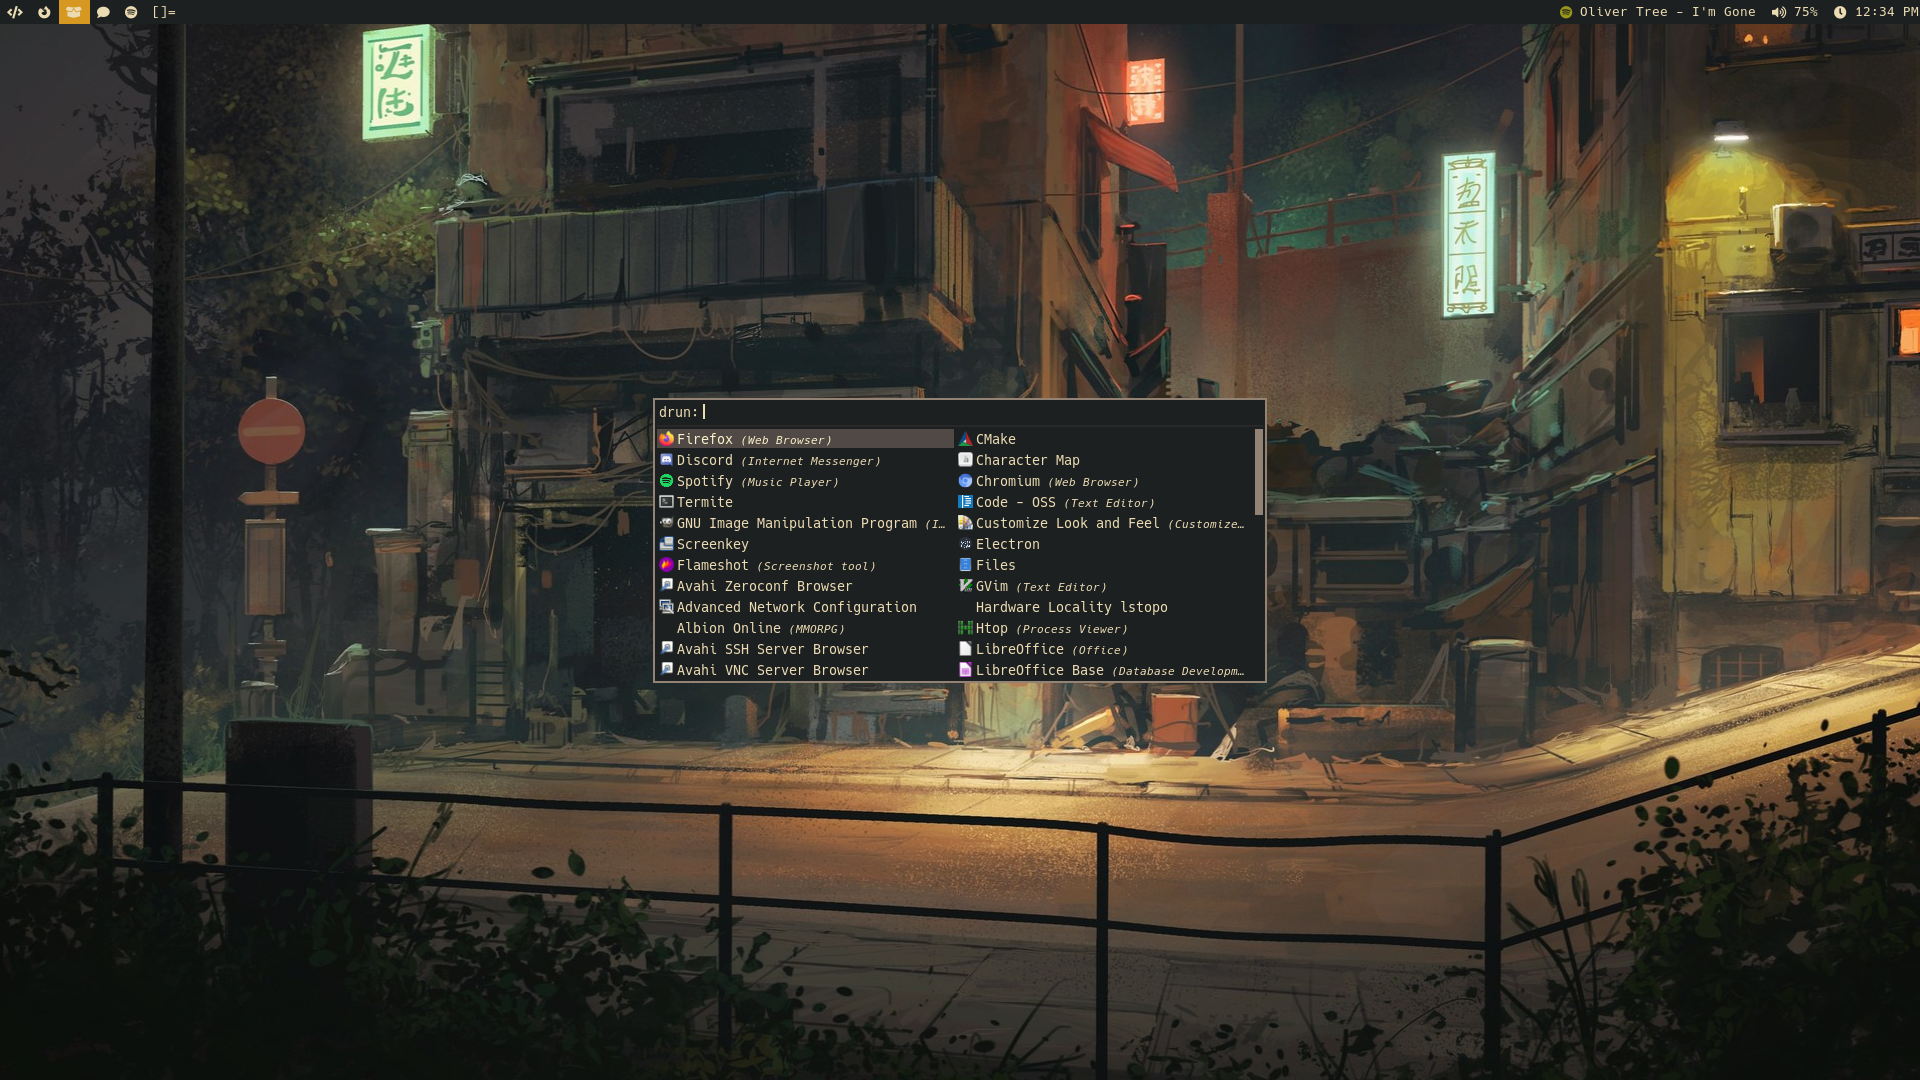 []=
Oliver Tree - I'm Gone 75% 12:34 PM
drun:
Firefox (Web Browser)
Discord (Internet Messenger)
Spotify (Music Player)
Termite
GNU Image Manipulation Program (I…
Screenkey
Flameshot (Screenshot tool)
Avahi Zeroconf Browser
Advanced Network Configuration
Albion Online (MMORPG)
Avahi SSH Server Browser
Avahi VNC Server Browser
CMake
Character Map
Chromium (Web Browser)
Code - OSS (Text Editor)
Customize Look and Feel (Customize…
Electron
Files
GVim (Text Editor)
Hardware Locality lstopo
Htop (Process Viewer)
LibreOffice (Office)
LibreOffice Base (Database Developm…